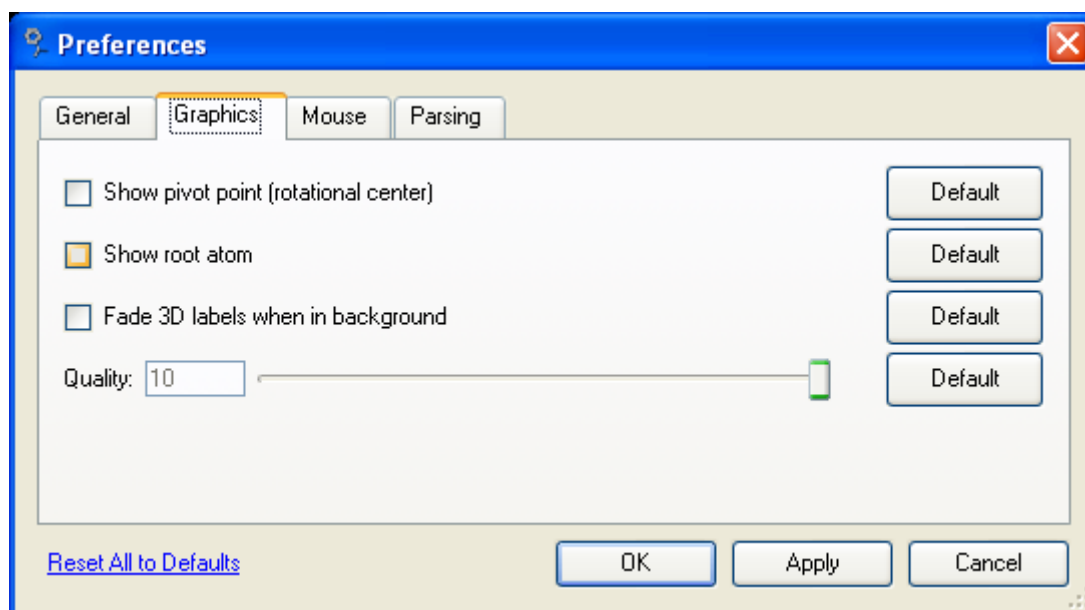 Preferences
General Graphics Mouse Parsing
Show pivot point (rotational center) Default
Show root atom Default
Fade 3D labels when in background Default
Quality: 10 Default
Reset All to Defaults OK Apply Cancel